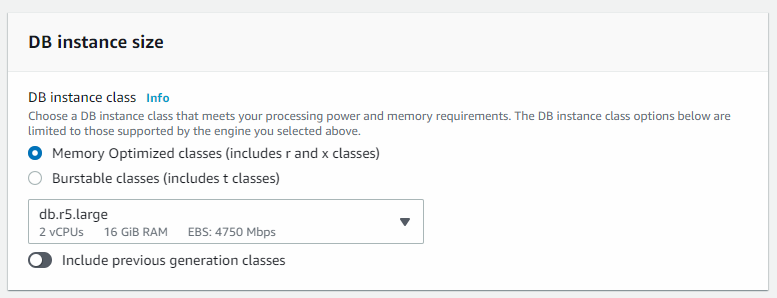 DB instance size
DB instance class Info
Choose a DB instance class that meets your processing power and memory requirements. The DB instance class options below are
limited to those supported by the engine you selected above.
Memory Optimized classes (includes r and x classes)
Burstable classes (includes t classes)
db.r5.large
2 vCPUs 16 GiB RAM EBS: 4750 Mbps
Include previous generation classes